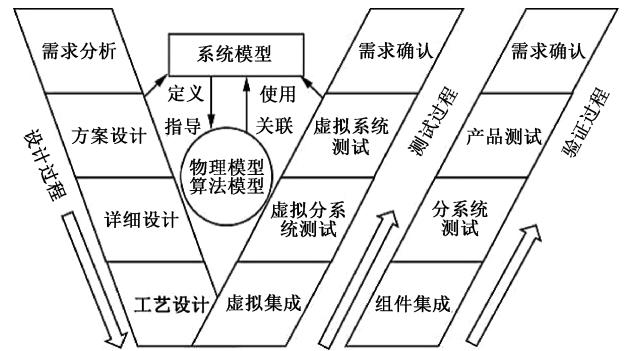 需求分析
系统模型
需求确认
需求确认
定义
使用
指导
关联
方案设计
虚拟系统
测试
产品测试
设计过程
测试过程
验证过程
物理模型
算法模型
详细设计
虚拟分系
统测试
分系统
测试
工艺设计
虚拟集成
组件集成